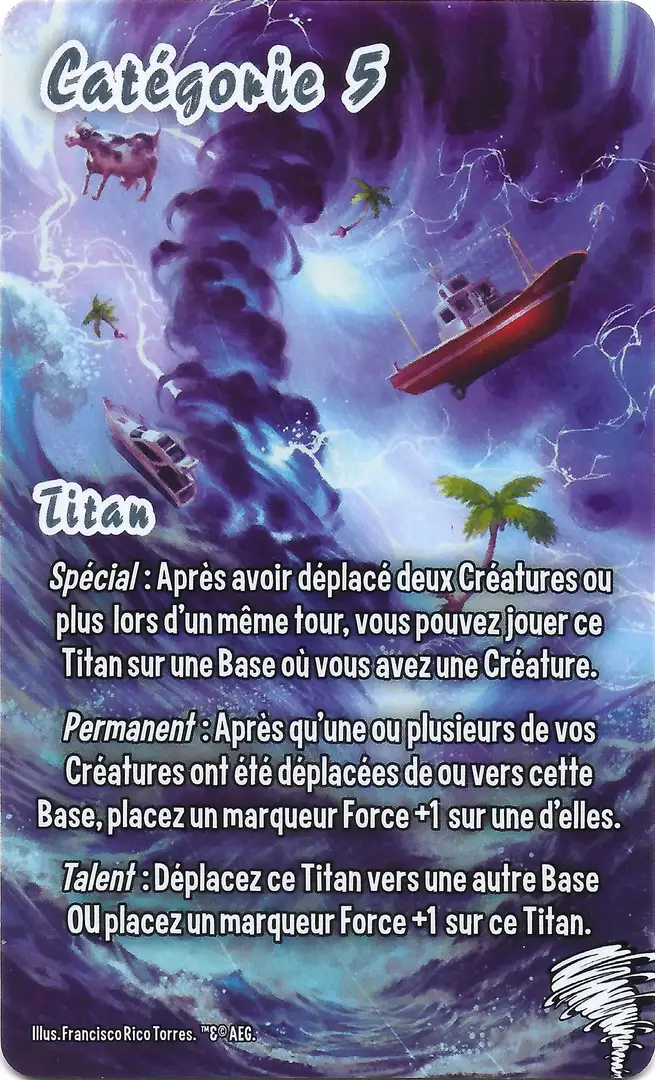 Catégorie 5
Titan
Spécial : Après avoir déplacé deux Créatures ou
plus lors d'un même tour, vous pouvez jouer ce
Titan sur une Base où vous avez une Créature.
Permanent : Après qu'une ou plusieurs de vos
Créatures ont été déplacées de ou vers cette
Base, placez un marqueur Force +1 sur une d'elles.
Talent : Déplacez ce Titan vers une autre Base
OU placez un marqueur Force +1 sur ce Titan.
Illus. Francisco Rico Torres. ™&© AEG.